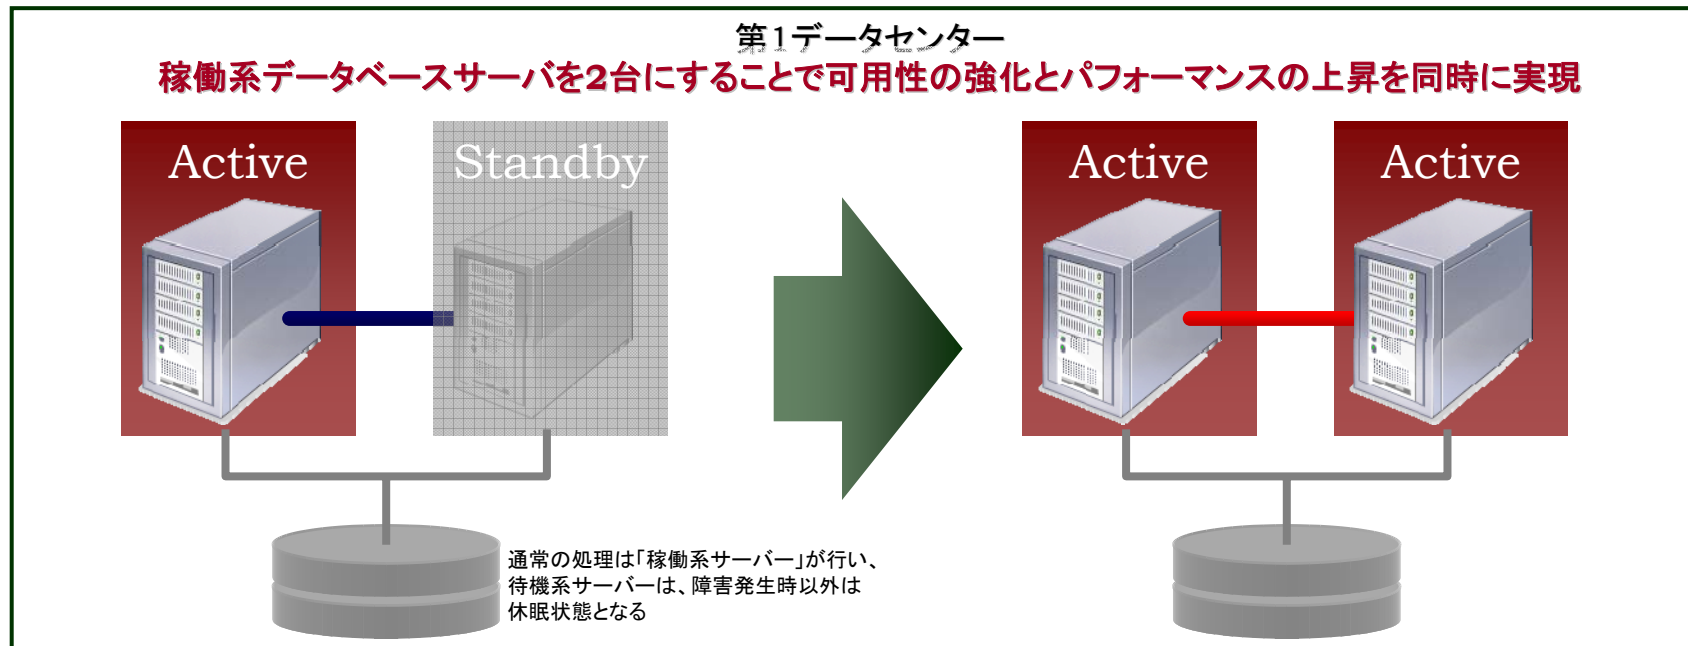 第1データセンター
稼働系データベースサーバを2台にすることで可用性の強化とパフォーマンスの上昇を同時に実現
Active
Standby
Active
Active
通常の処理は「稼働系サーバー」が行い、
待機系サーバーは、障害発生時以外は
休眠状態となる